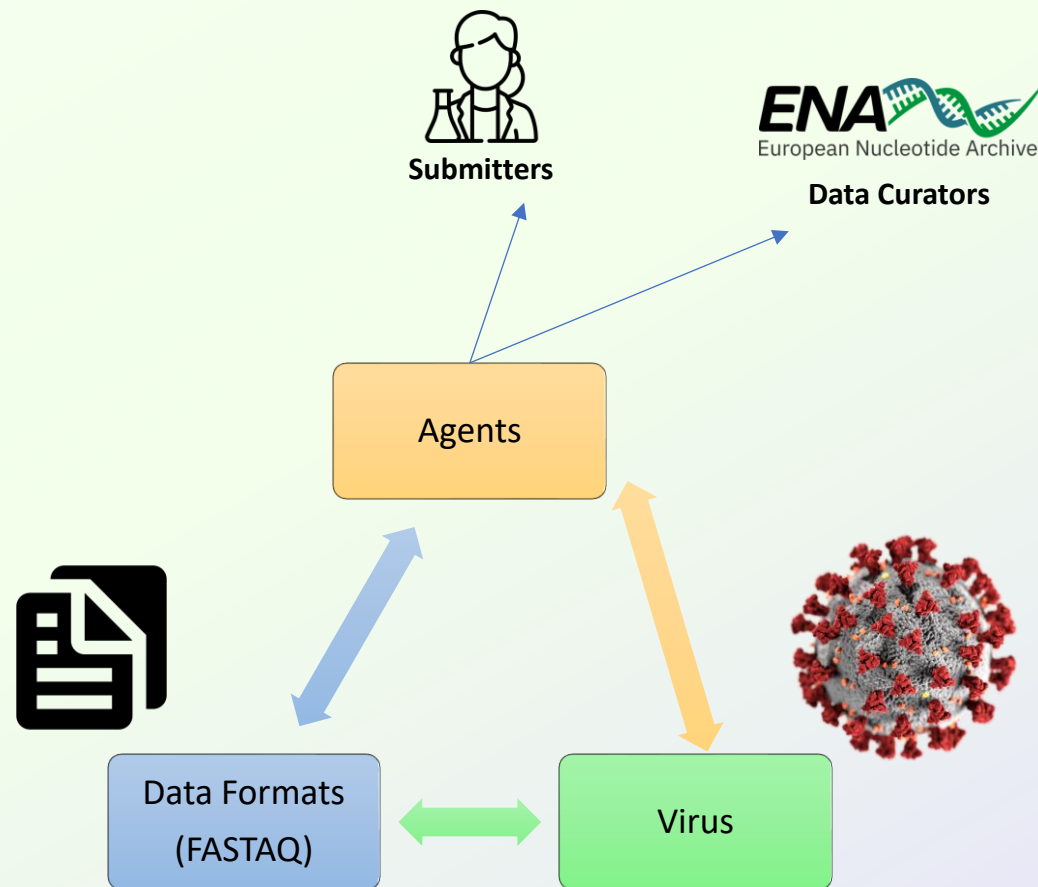 Submitters
ENA
European Nucleotide Archive
Data Curators
Agents
Data Formats
(FASTAQ)
Virus